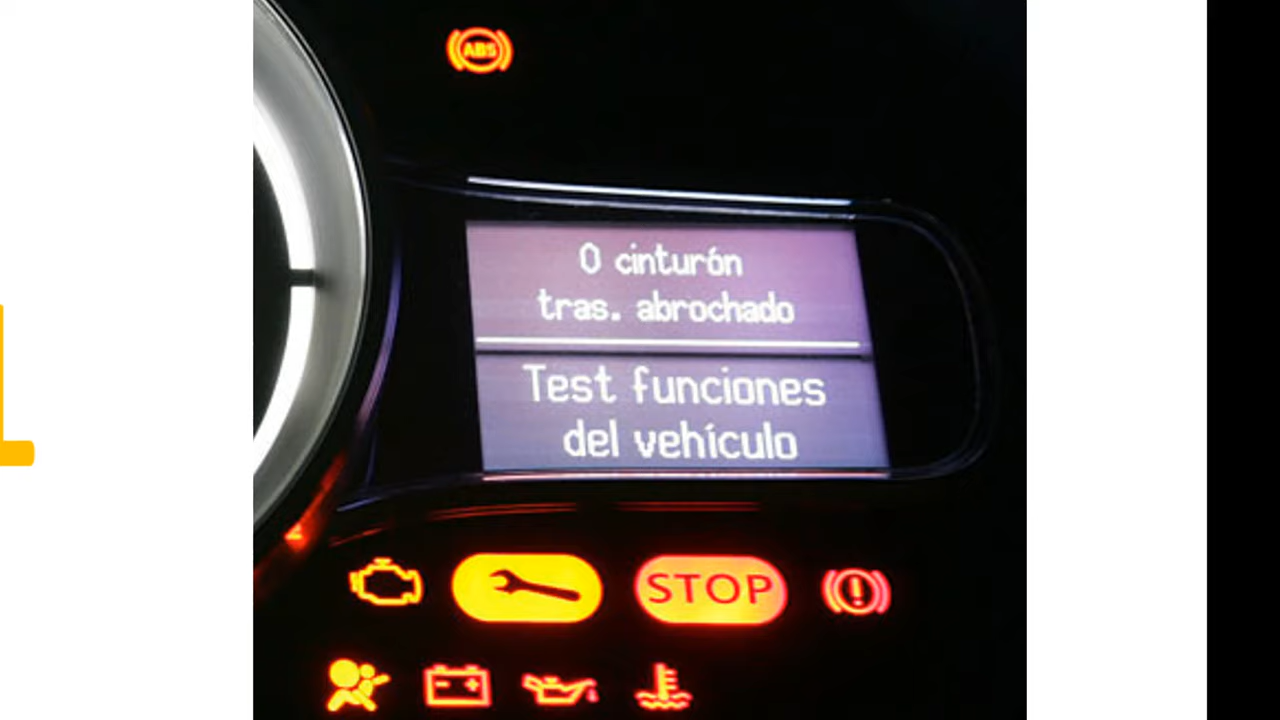 ABS
0 cinturón
tras. abrochado
Test funciones
del vehículo
STOP